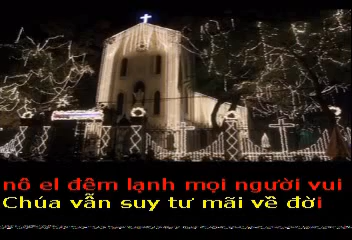 nô el đêm lạnh mọi người vui
Chúa vẫn suy tư mãi về đời